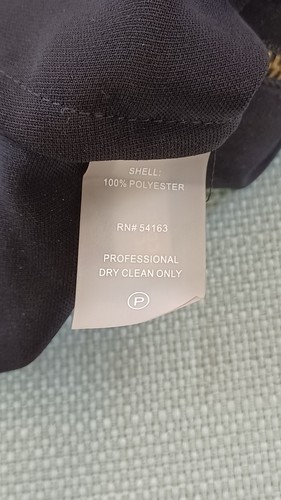 SHELL:
100% POLYESTER
RN# 54163
PROFESSIONAL
DRY CLEAN ONLY
P